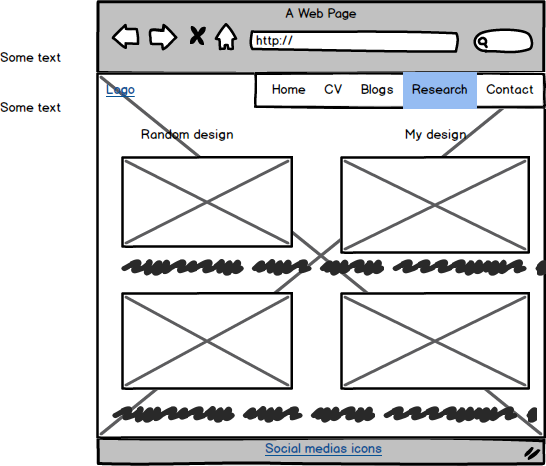 A Web Page
http://
Some text
Logo
Home CV Blogs Research Contact
Some text
Random design
My design
Social medias icons